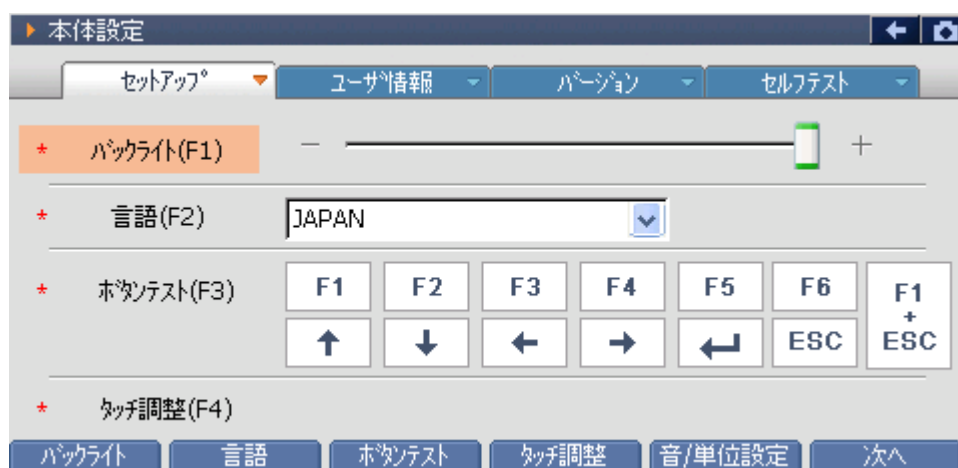 本体設定
ｾｯﾄｱｯﾌﾟ ﾕｰｻﾞ情報 ﾊﾞｰｼﾞｮﾝ ｾﾙﾌﾃｽﾄ
* ﾊﾞｯｸﾗｲﾄ(F1) － ＋
* 言語(F2) JAPAN
* ﾎﾞﾀﾝﾃｽﾄ(F3) F1 F2 F3 F4 F5 F6 F1 + ESC
↑ ↓ ← → ↵ ESC
* ﾀｯﾁ調整(F4)
ﾊﾞｯｸﾗｲﾄ 言語 ﾎﾞﾀﾝﾃｽﾄ ﾀｯﾁ調整 音/単位設定 次へ